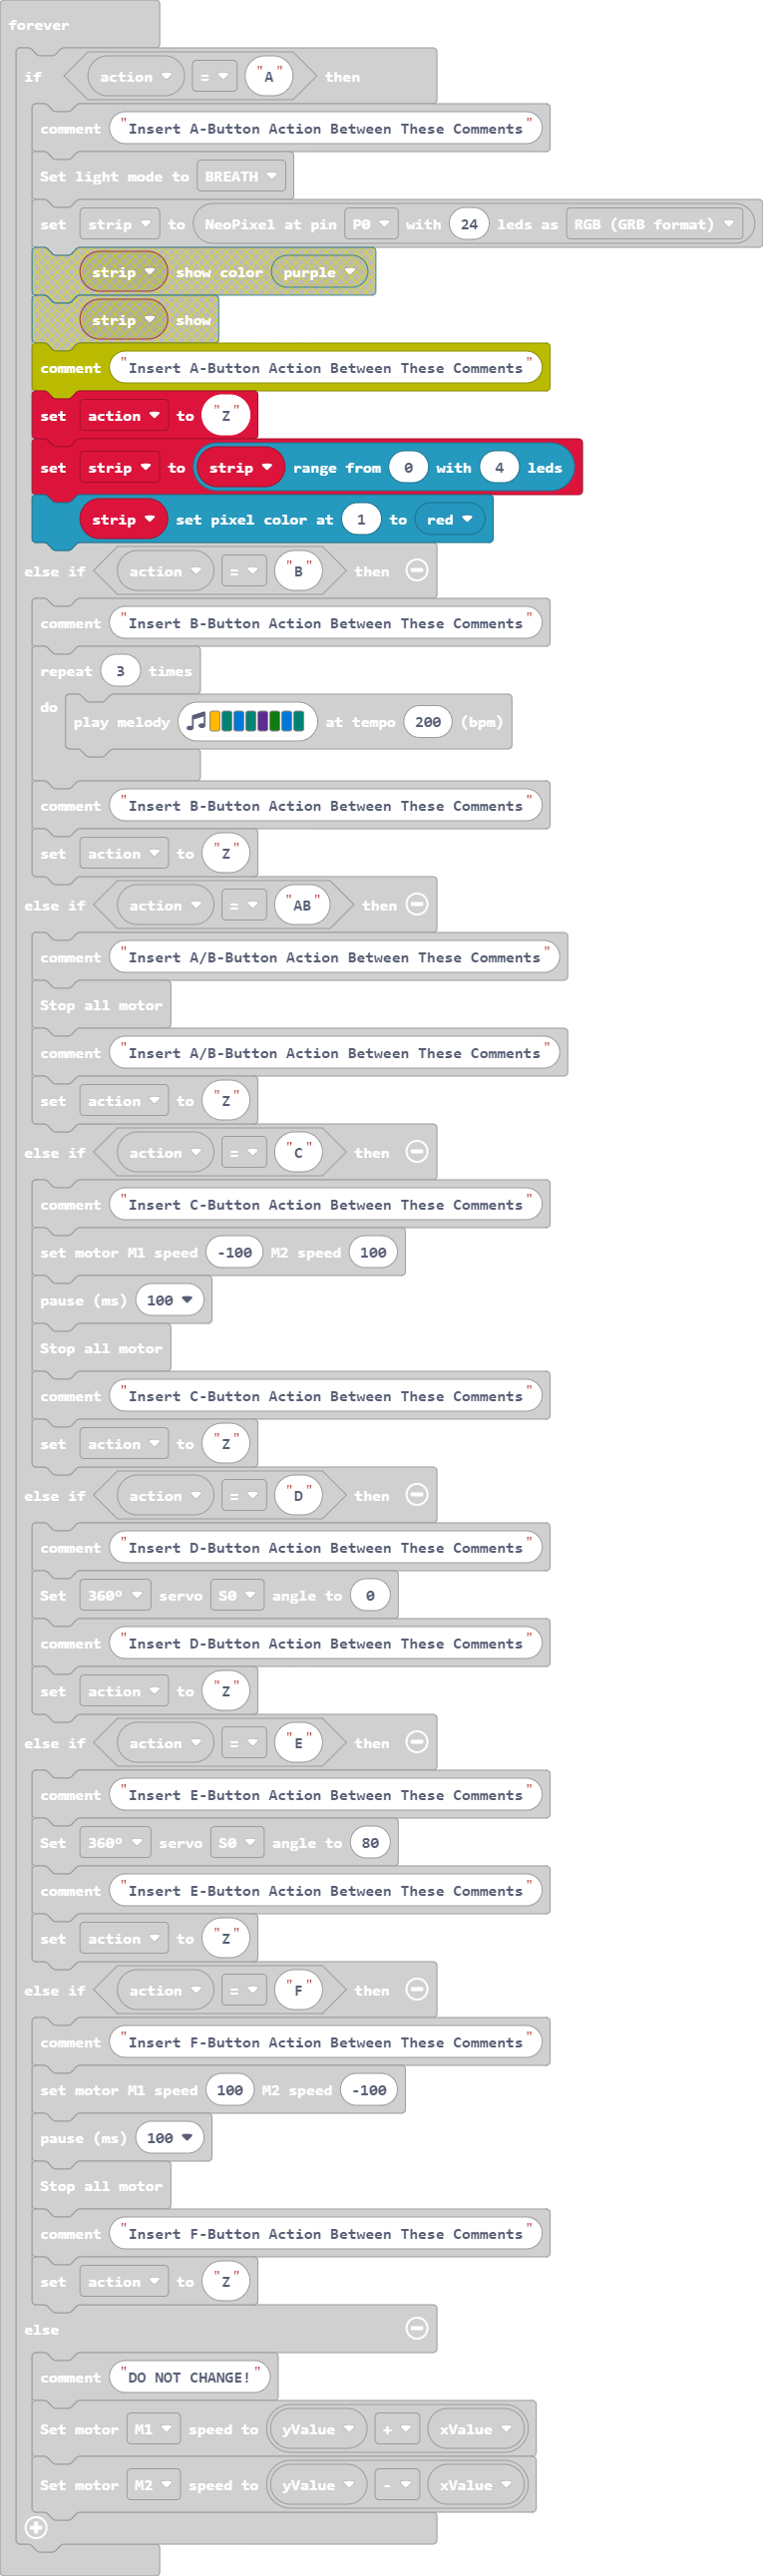 forever
if action = "A" then
comment "Insert A-Button Action Between These Comments"
Set light mode to BREATH
set strip to NeoPixel at pin P0 with 24 leds as RGB (GRB format)
strip show color purple
strip show
comment "Insert A-Button Action Between These Comments"
set action to "Z"
set strip to strip range from 0 with 4 leds
strip set pixel color at 1 to red
else if action = "B" then
comment "Insert B-Button Action Between These Comments"
repeat 3 times
do
play melody at tempo 200 (bpm)
comment "Insert B-Button Action Between These Comments"
set action to "Z"
else if action = "AB" then
comment "Insert A/B-Button Action Between These Comments"
Stop all motor
comment "Insert A/B-Button Action Between These Comments"
set action to "Z"
else if action = "C" then
comment "Insert C-Button Action Between These Comments"
set motor M1 speed -100 M2 speed 100
pause (ms) 100
Stop all motor
comment "Insert C-Button Action Between These Comments"
set action to "Z"
else if action = "D" then
comment "Insert D-Button Action Between These Comments"
Set 360° servo S0 angle to 0
comment "Insert D-Button Action Between These Comments"
set action to "Z"
else if action = "E" then
comment "Insert E-Button Action Between These Comments"
Set 360° servo S0 angle to 80
comment "Insert E-Button Action Between These Comments"
set action to "Z"
else if action = "F" then
comment "Insert F-Button Action Between These Comments"
set motor M1 speed 100 M2 speed -100
pause (ms) 100
Stop all motor
comment "Insert F-Button Action Between These Comments"
set action to "Z"
else
comment "DO NOT CHANGE!"
Set motor M1 speed to yValue + xValue
Set motor M2 speed to yValue - xValue